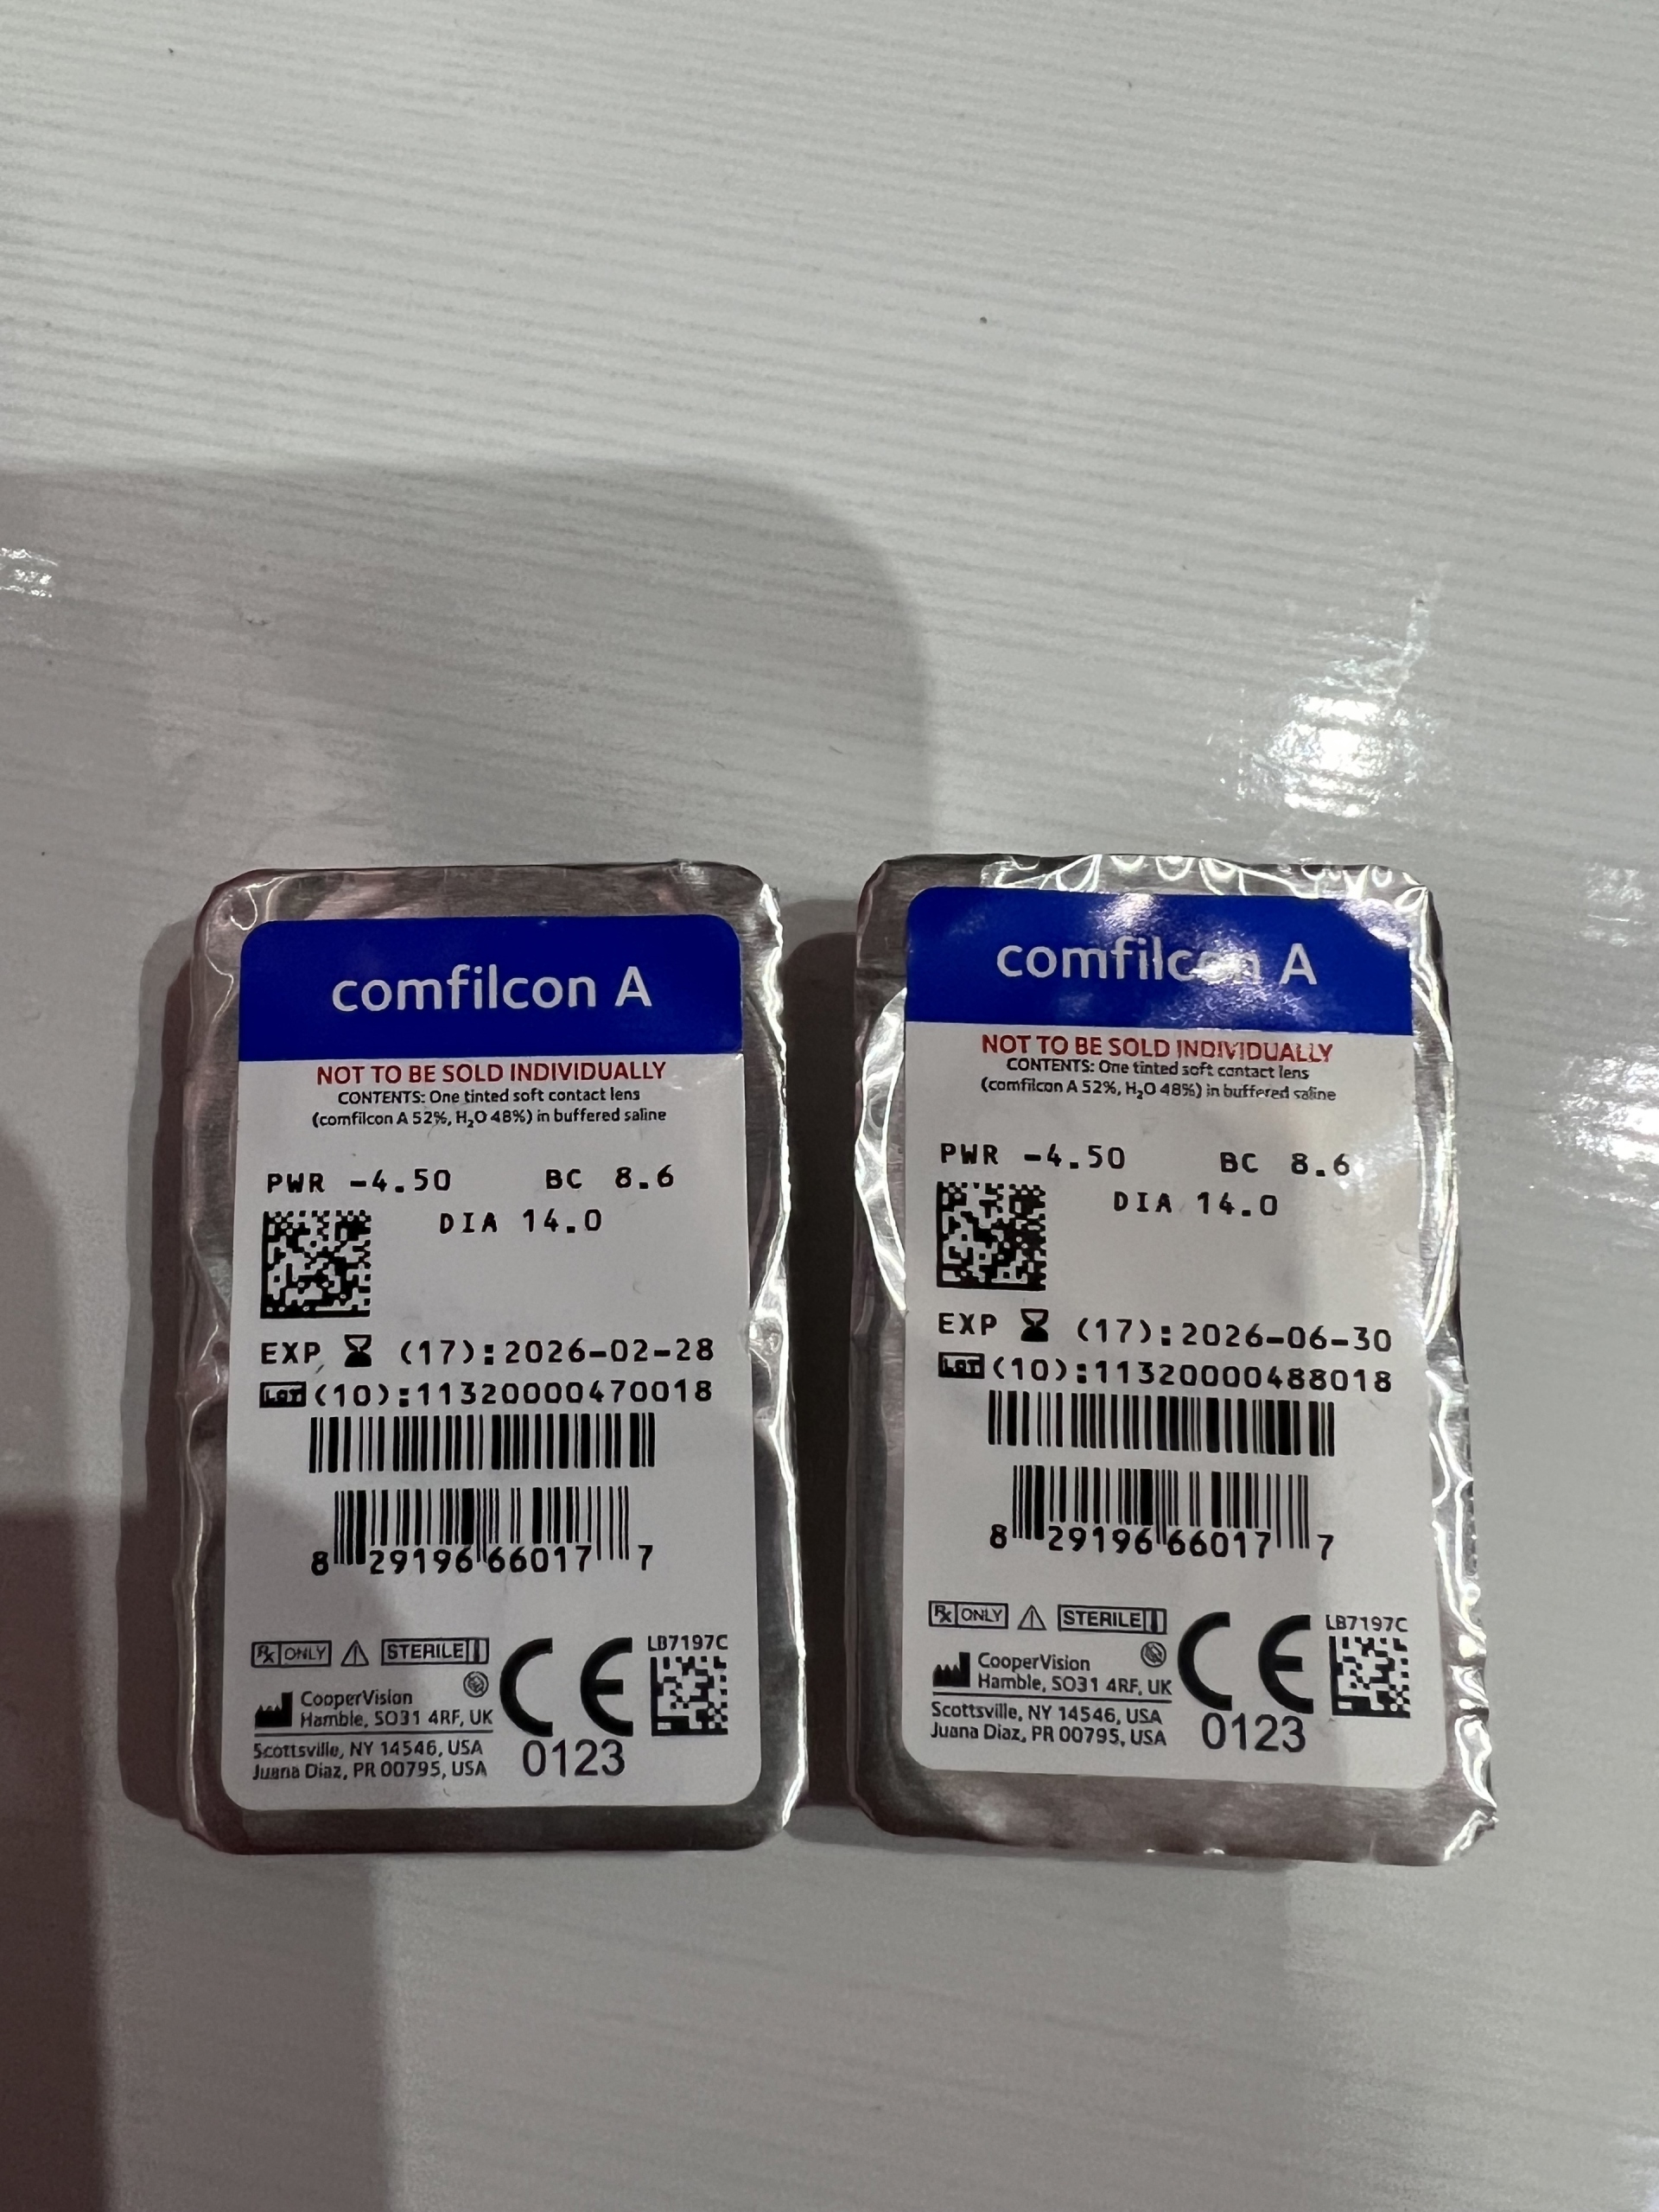 comfilcon A
NOT TO BE SOLD INDIVIDUALLY
CONTENTS: One tinted soft contact lens
(comfilcon A 52%, H₂O 48%) in buffered saline
PWR -4.50 BC 8.6
DIA 14.0
EXP (17):2026-02-28
LOT (10):11320000470018
8 29196 66017 7
Rx ONLY STERILE
LB7197C
CooperVision
Hamble, SO31 4RF, UK
Scottsville, NY 14546, USA
Juana Diaz, PR 00795, USA
CE
0123
comfilcon A
NOT TO BE SOLD INDIVIDUALLY
CONTENTS: One tinted soft contact lens
(comfilcon A 52%, H₂O 48%) in buffered saline
PWR -4.50 BC 8.6
DIA 14.0
EXP (17):2026-06-30
LOT (10):11320000488018
8 29196 66017 7
Rx ONLY STERILE
LB7197C
CooperVision
Hamble, SO31 4RF, UK
Scottsville, NY 14546, USA
Juana Diaz, PR 00795, USA
CE
0123